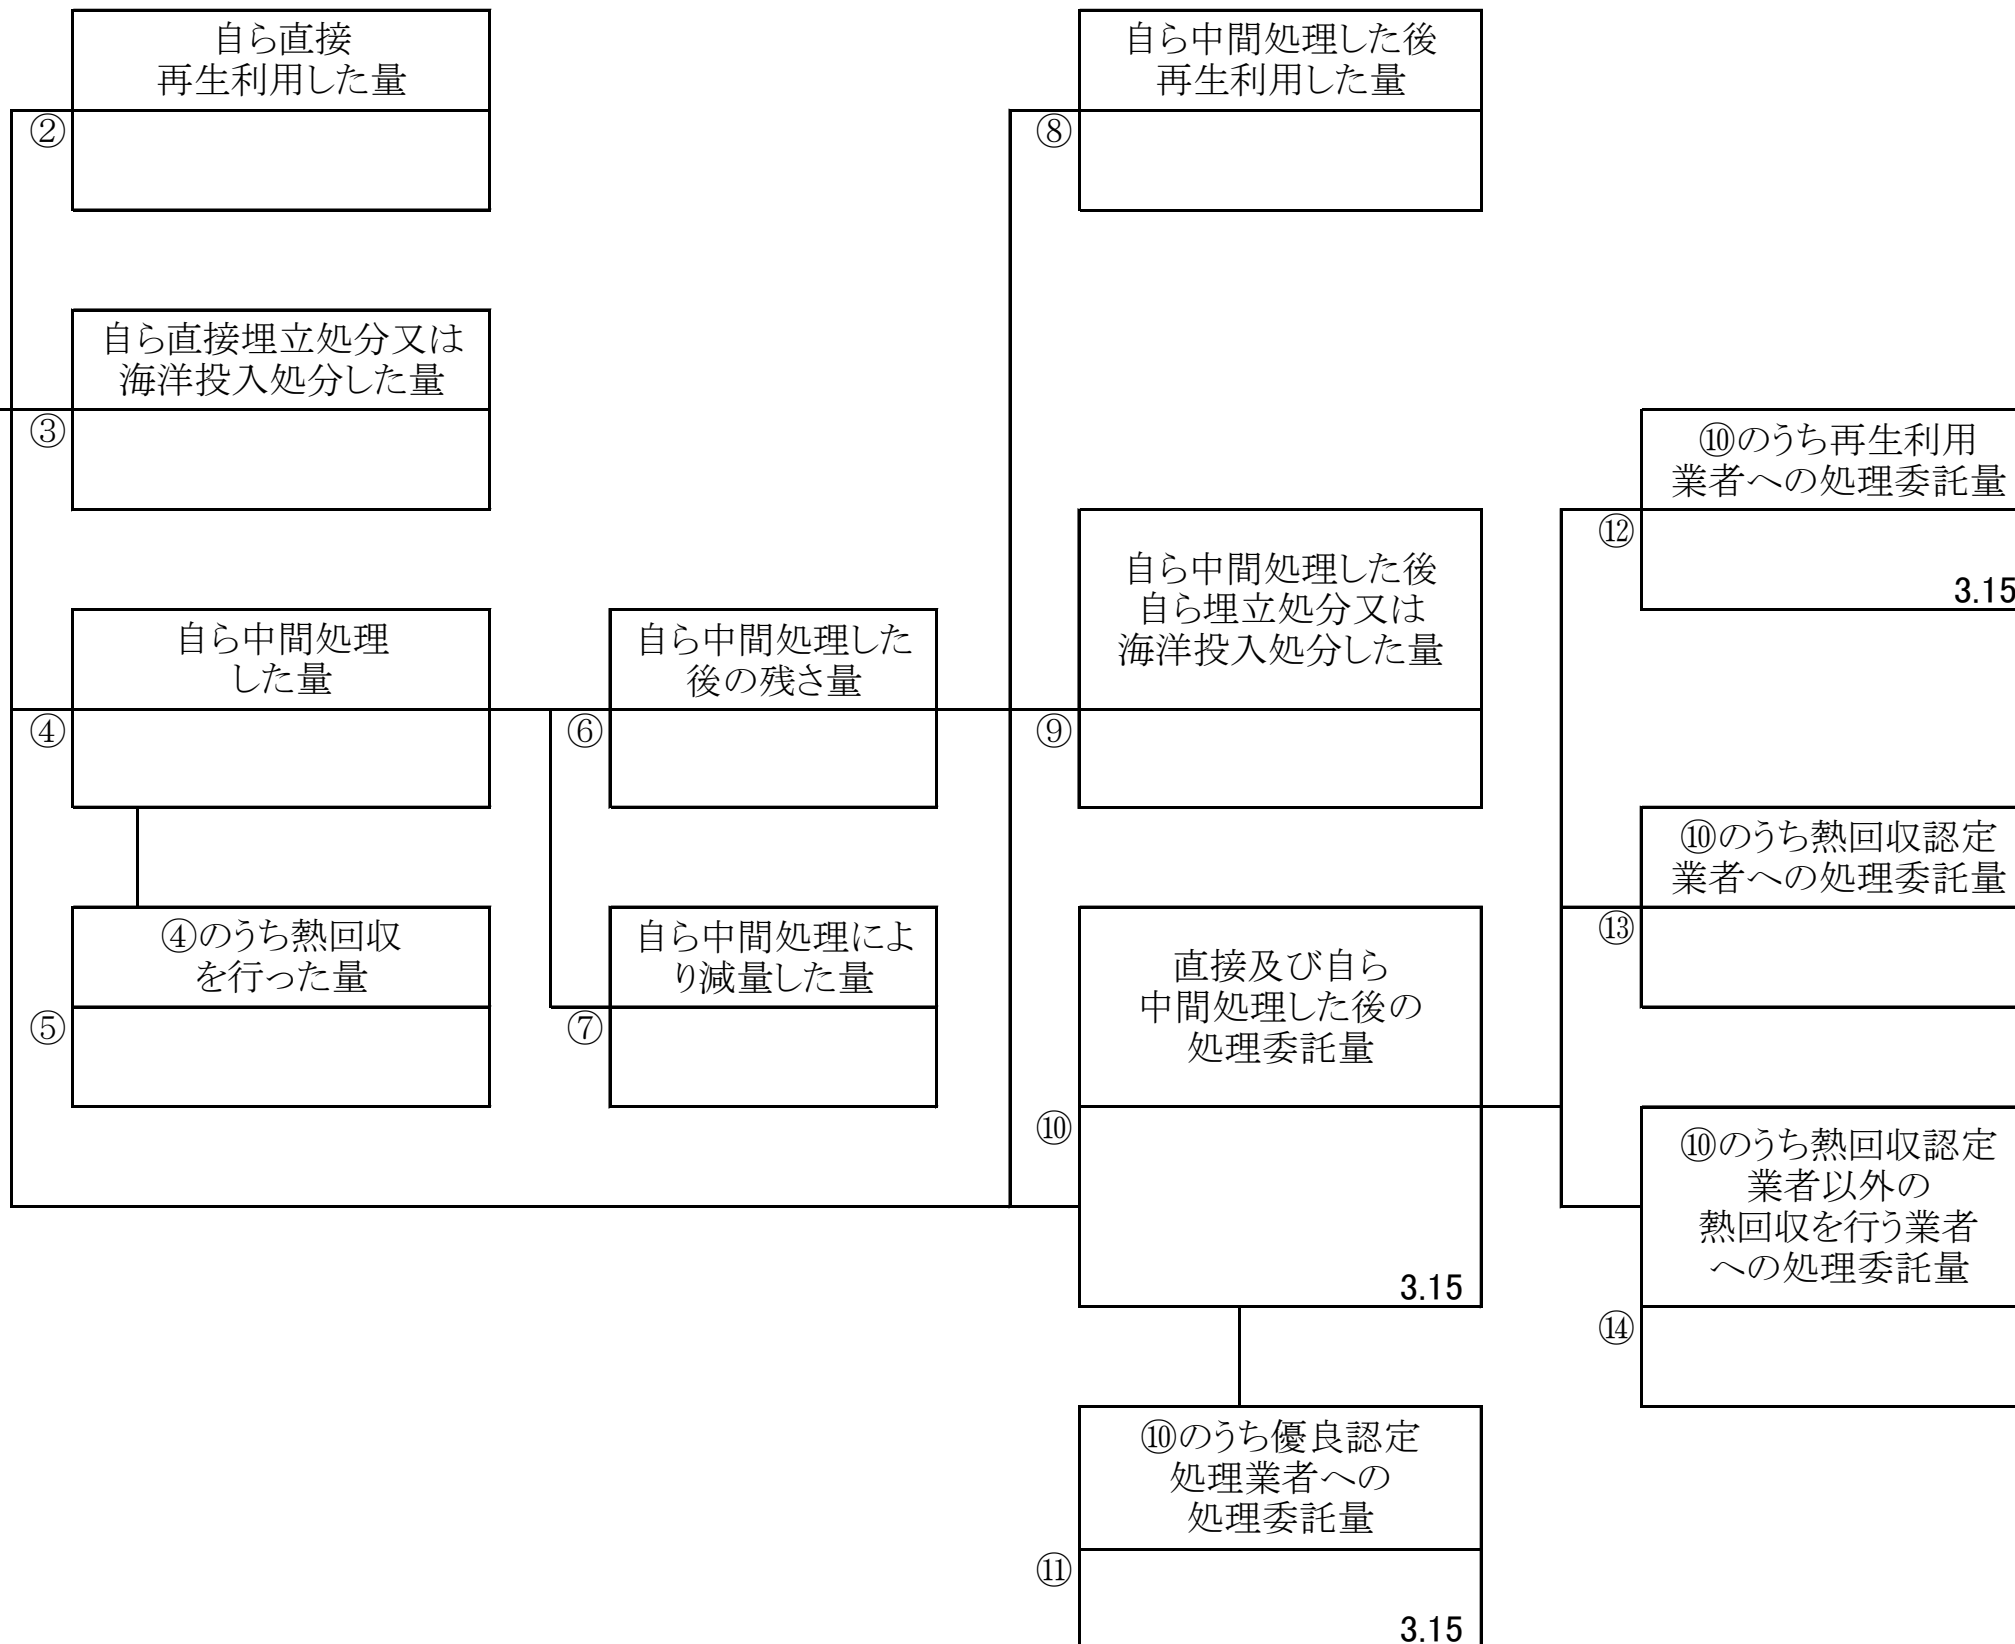 自ら直接
再生利用した量
②
自ら中間処理した後
再生利用した量
⑧
自ら直接埋立処分又は
海洋投入処分した量
③
⑩のうち再生利用
業者への処理委託量
⑫
3.15
自ら中間処理した後
自ら埋立処分又は
海洋投入処分した量
⑨
自ら中間処理
した量
④
自ら中間処理した
後の残さ量
⑥
⑩のうち熱回収認定
業者への処理委託量
⑬
④のうち熱回収
を行った量
⑤
自ら中間処理によ
り減量した量
⑦
直接及び自ら
中間処理した後の
処理委託量
⑩
3.15
⑩のうち熱回収認定
業者以外の
熱回収を行う業者
への処理委託量
⑭
⑩のうち優良認定
処理業者への
処理委託量
⑪
3.15